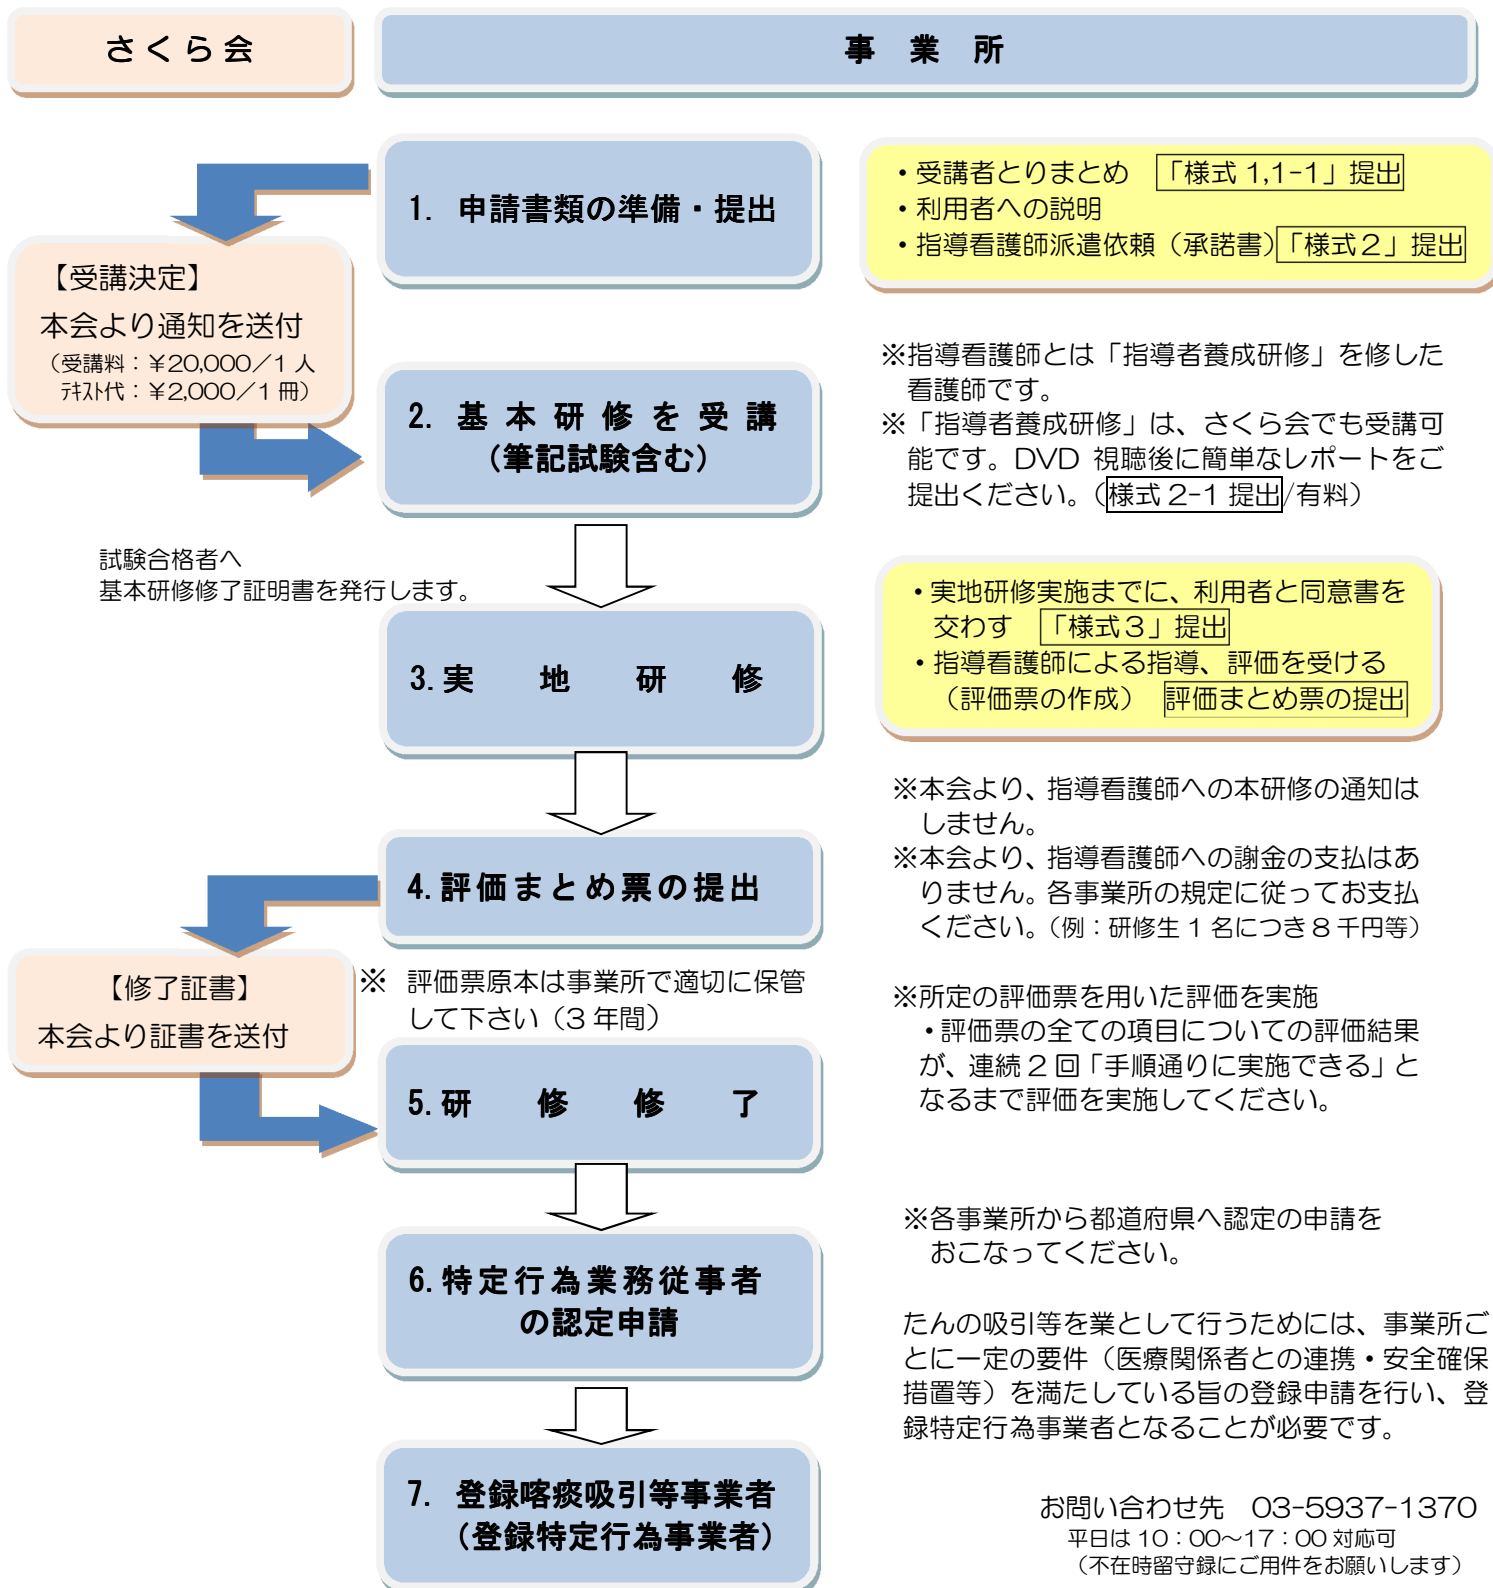 さくら会
事 業 所
1. 申請書類の準備・提出
・受講者とりまとめ 「様式 1,1-1」提出
・利用者への説明
・指導看護師派遣依頼（承諾書）「様式２」提出
【受講決定】
本会より通知を送付
（受講料：￥20,000／1 人
ﾃｷｽﾄ代：￥2,000／1 冊）
※指導看護師とは「指導者養成研修」を修した
看護師です。
※「指導者養成研修」は、さくら会でも受講可
能です。DVD 視聴後に簡単なレポートをご
提出ください。（様式 2-1 提出/有料）
2. 基 本 研 修 を 受 講
（筆記試験含む）
試験合格者へ
基本研修修了証明書を発行します。
・実地研修実施までに、利用者と同意書を
交わす 「様式３」提出
・指導看護師による指導、評価を受ける
（評価票の作成） 評価まとめ票の提出
3. 実 地 研 修
※本会より、指導看護師への本研修の通知は
しません。
※本会より、指導看護師への謝金の支払はあ
りません。各事業所の規定に従ってお支払
ください。（例：研修生 1 名につき８千円等）
4. 評価まとめ票の提出
【修了証書】
本会より証書を送付
※ 評価票原本は事業所で適切に保管
して下さい（３年間）
※所定の評価票を用いた評価を実施
・評価票の全ての項目についての評価結果
が、連続２回「手順通りに実施できる」と
なるまで評価を実施してください。
5. 研 修 修 了
※各事業所から都道府県へ認定の申請を
おこなってください。
6. 特定行為業務従事者
の認定申請
たんの吸引等を業として行うためには、事業所ご
とに一定の要件（医療関係者との連携・安全確保
措置等）を満たしている旨の登録申請を行い、登
録特定行為事業者となることが必要です。
7. 登録喀痰吸引等事業者
（登録特定行為事業者）
お問い合わせ先 03-5937-1370
平日は 10：00～17：00 対応可
（不在時留守録にご用件をお願いします）